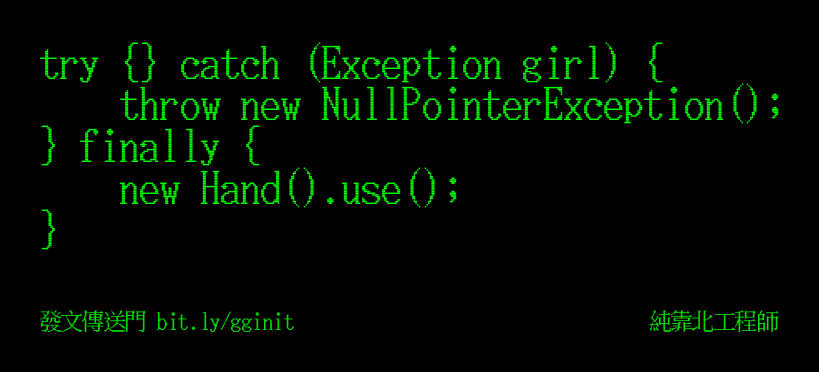 try {} catch (Exception girl) {
    throw new NullPointerException();
} finally {
    new Hand().use();
}
發文傳送門 bit.ly/gginit
純靠北工程師